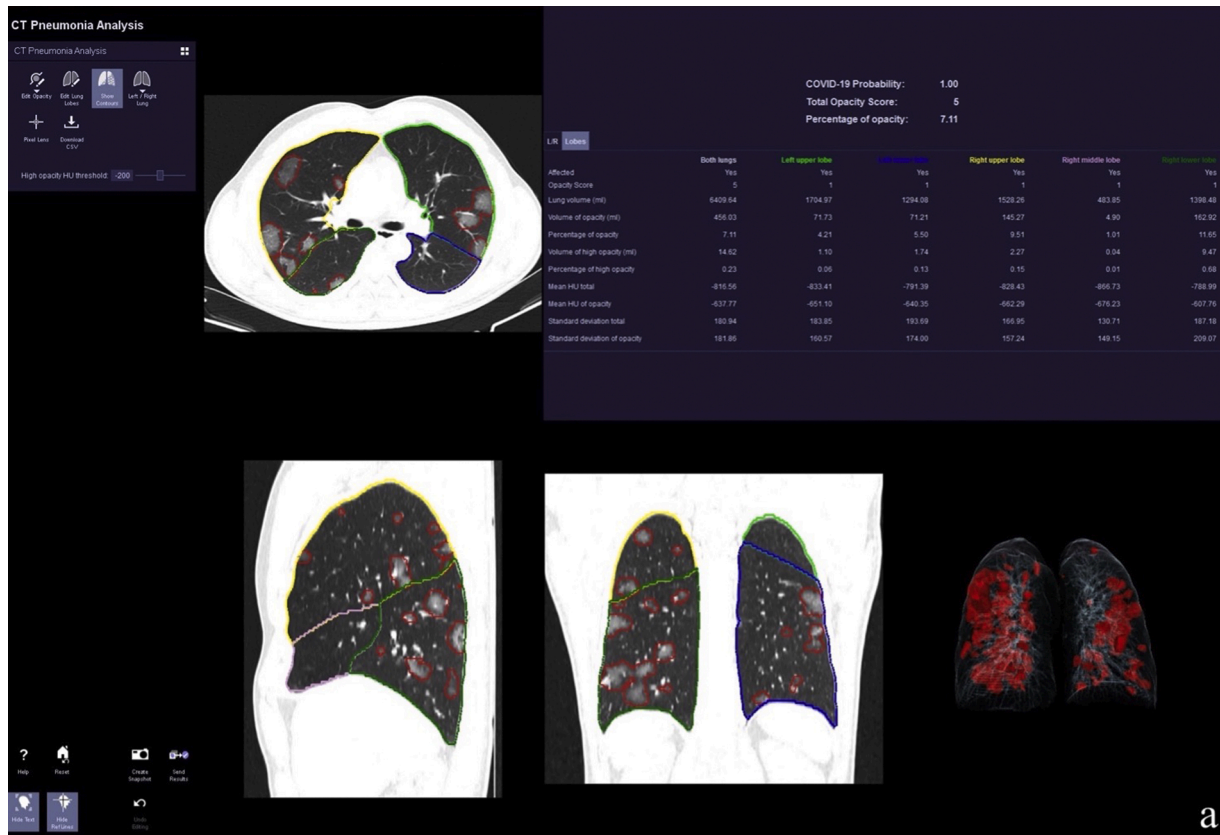 CT Pneumonia Analysis
CT Pneumonia Analysis
Edit Opacity
Edit Lung Lobes
Show Contours
Left / Right Lung
Pixel Lens
Download CSV
High opacity HU threshold: -200
COVID-19 Probability: 1.00
Total Opacity Score: 5
Percentage of opacity: 7.11
L/R Lobes
Both lungs Left upper lobe Left lower lobe Right upper lobe Right middle lobe Right lower lobe
Affected Yes Yes Yes Yes Yes Yes
Opacity Score 5 1 1 1 1 1
Lung volume (ml) 6409.64 1704.97 1294.08 1528.26 483.85 1398.48
Volume of opacity (ml) 456.03 71.73 71.21 145.27 4.90 162.92
Percentage of opacity 7.11 4.21 5.50 9.51 1.01 11.65
Volume of high opacity (ml) 14.62 1.10 1.74 2.27 0.04 9.47
Percentage of high opacity 0.23 0.06 0.13 0.15 0.01 0.68
Mean HU total -816.56 -833.41 -791.39 -828.43 -866.73 -788.99
Mean HU of opacity -637.77 -651.10 -640.35 -662.29 -676.23 -607.76
Standard deviation total 180.94 183.85 193.69 166.95 130.71 187.18
Standard deviation of opacity 181.86 160.57 174.00 157.24 149.15 209.07
? Help
Reset
Create Snapshot
Send Results
Hide Text
Hide Ref Lines
Undo Editing
a